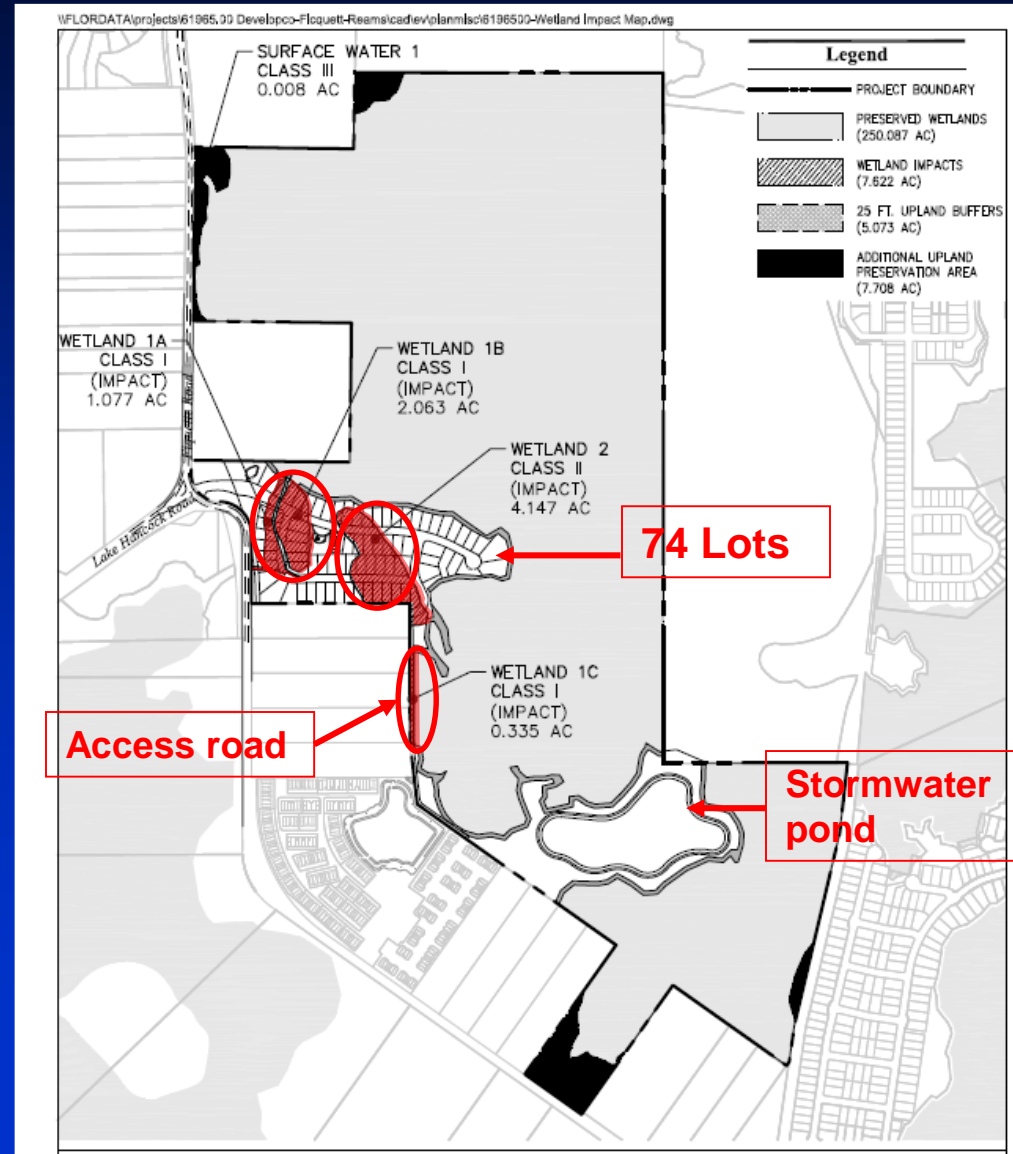 \\FLORDATA\projects\61965.00 Developco-Ficquett-Reams\cad\ev\planmisc\6196500-Wetland Impact Map.dwg
SURFACE WATER 1
CLASS III
0.008 AC
Legend
PROJECT BOUNDARY
PRESERVED WETLANDS
(250.087 AC)
WETLAND IMPACTS
(7.622 AC)
25 FT. UPLAND BUFFERS
(5.073 AC)
ADDITIONAL UPLAND
PRESERVATION AREA
(7.708 AC)
WETLAND 1A
CLASS I
(IMPACT)
1.077 AC
WETLAND 1B
CLASS I
(IMPACT)
2.063 AC
WETLAND 2
CLASS II
(IMPACT)
4.147 AC
Lake Hancock Road
74 Lots
WETLAND 1C
CLASS I
(IMPACT)
0.335 AC
Access road
Stormwater
pond